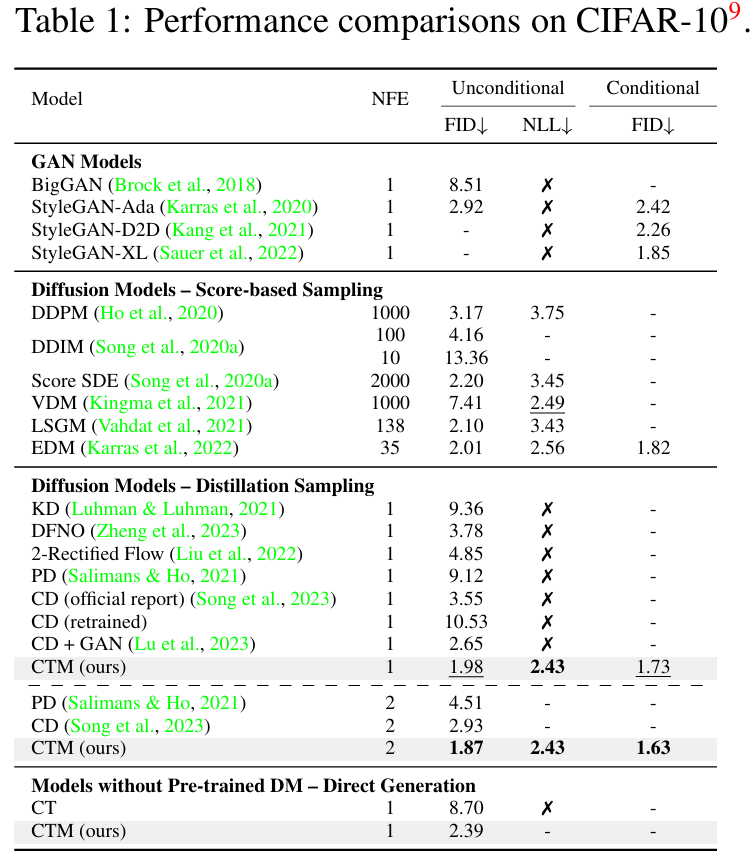 Table 1: Performance comparisons on CIFAR-10⁹.
Model NFE Unconditional Conditional
FID↓ NLL↓ FID↓
GAN Models
BigGAN (Brock et al., 2018) 1 8.51 ✗ -
StyleGAN-Ada (Karras et al., 2020) 1 2.92 ✗ 2.42
StyleGAN-D2D (Kang et al., 2021) 1 - ✗ 2.26
StyleGAN-XL (Sauer et al., 2022) 1 - ✗ 1.85
Diffusion Models – Score-based Sampling
DDPM (Ho et al., 2020) 1000 3.17 3.75 -
DDIM (Song et al., 2020a) 100 4.16 - -
10 13.36 - -
Score SDE (Song et al., 2020a) 2000 2.20 3.45 -
VDM (Kingma et al., 2021) 1000 7.41 2.49 -
LSGM (Vahdat et al., 2021) 138 2.10 3.43 -
EDM (Karras et al., 2022) 35 2.01 2.56 1.82
Diffusion Models – Distillation Sampling
KD (Luhman & Luhman, 2021) 1 9.36 ✗ -
DFNO (Zheng et al., 2023) 1 3.78 ✗ -
2-Rectified Flow (Liu et al., 2022) 1 4.85 ✗ -
PD (Salimans & Ho, 2021) 1 9.12 ✗ -
CD (official report) (Song et al., 2023) 1 3.55 ✗ -
CD (retrained) 1 10.53 ✗ -
CD + GAN (Lu et al., 2023) 1 2.65 ✗ -
CTM (ours) 1 1.98 2.43 1.73
PD (Salimans & Ho, 2021) 2 4.51 - -
CD (Song et al., 2023) 2 2.93 - -
CTM (ours) 2 1.87 2.43 1.63
Models without Pre-trained DM – Direct Generation
CT 1 8.70 ✗ -
CTM (ours) 1 2.39 - -